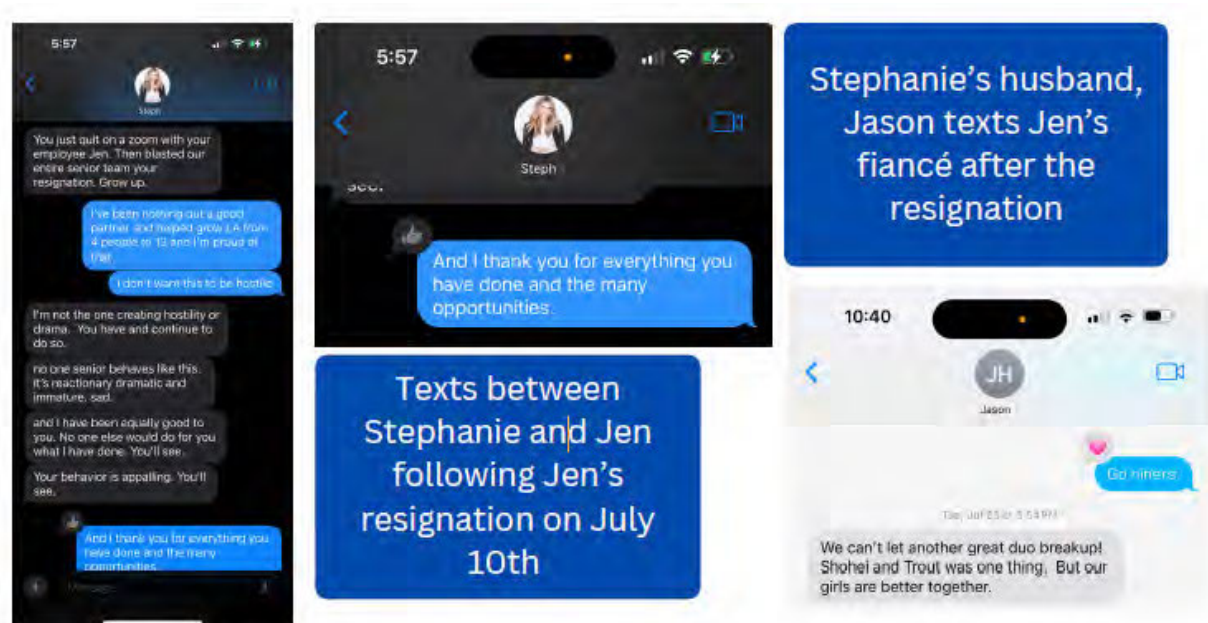 5:57
Steph
You just quit on a zoom with your
employee Jen. Then blasted our
entire senior team your
resignation. Grow up.
I've been nothing but a good
partner and helped grow LA from
4 people to 13 and I'm proud of
that
I don't want this to be hostile
I'm not the one creating hostility or
drama. You have and continue to
do so.
no one senior behaves like this.
it's reactionary dramatic and
immature. sad.
and I have been equally good to
you. No one else would do for you
what I have done. You'll see.
Your behavior is appalling. You'll
see.
And I thank you for everything you
have done and the many
opportunities.
5:57
Steph
see.
And I thank you for everything you
have done and the many
opportunities.
Texts between
Stephanie and Jen
following Jen's
resignation on July
10th
Stephanie's husband,
Jason texts Jen's
fiancé after the
resignation
10:40
JH
Jason
Go niners
We can't let another great duo breakup!
Shohei and Trout was one thing. But our
girls are better together.